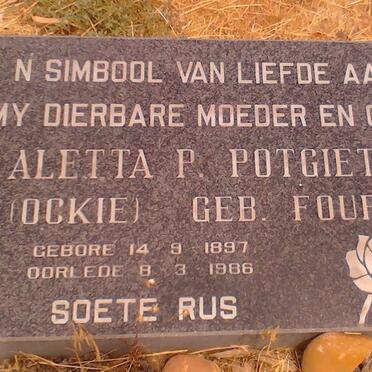 N SIMBOOL VAN LIEFDE AA
MY DIERBARE MOEDER EN
ALETTA P. POTGIET
(OCKIE) GEB. FOUR
GEBORE 14 9 1897
OORLEDE 8 3 1986
SOETE RUS